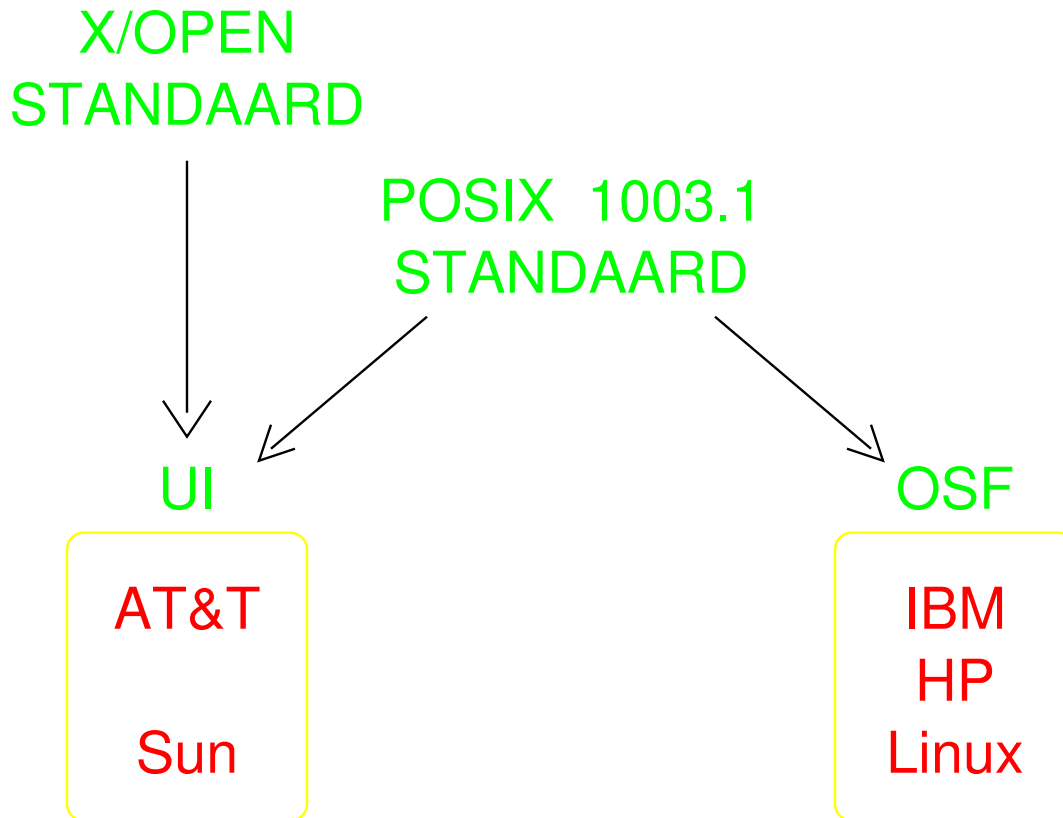 X/OPEN
STANDAARD
POSIX 1003.1
STANDAARD
UI
OSF
AT&T
Sun
IBM
HP
Linux